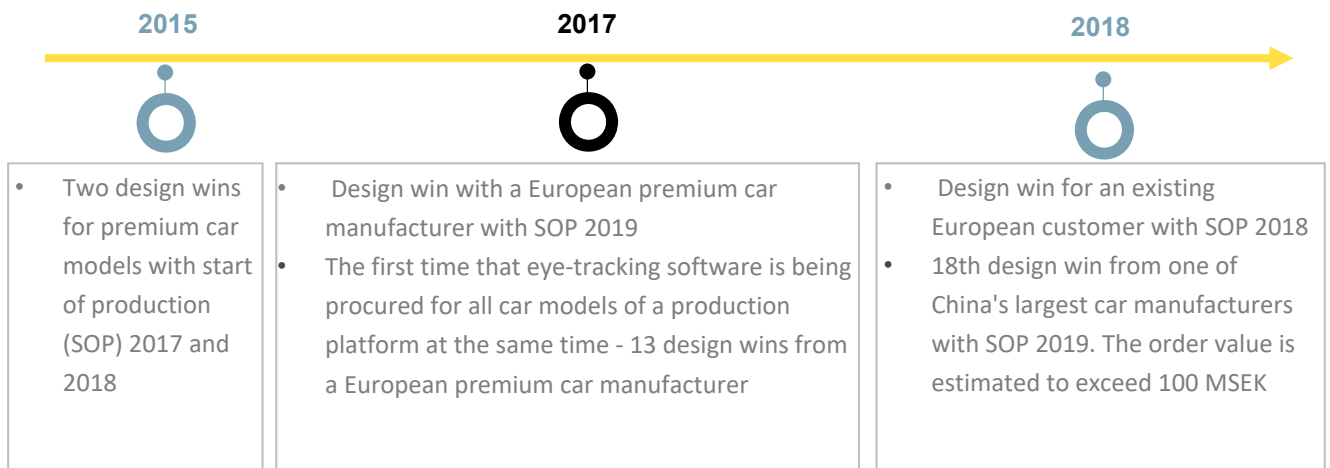 2015
2017
2018
• Two design wins
for premium car
models with start
of production
(SOP) 2017 and
2018
• Design win with a European premium car
manufacturer with SOP 2019
• The first time that eye-tracking software is being
procured for all car models of a production
platform at the same time - 13 design wins from
a European premium car manufacturer
• Design win for an existing
European customer with SOP 2018
• 18th design win from one of
China's largest car manufacturers
with SOP 2019. The order value is
estimated to exceed 100 MSEK